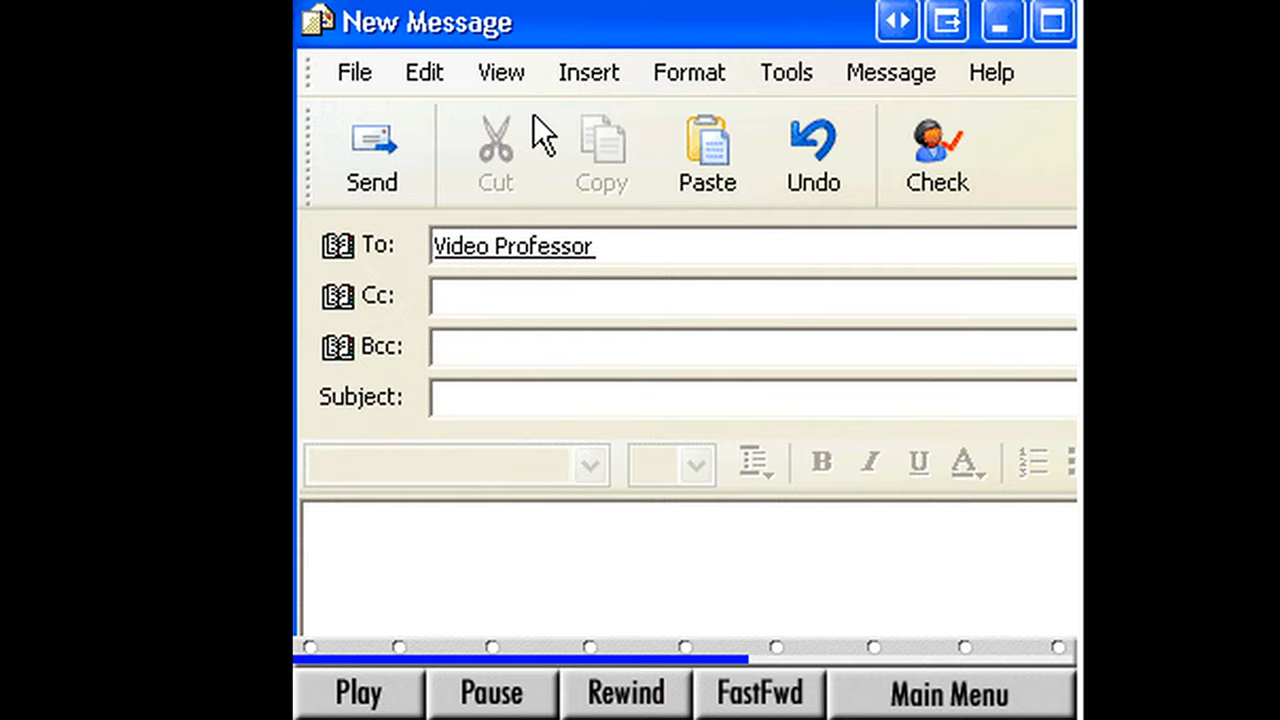 New Message
File Edit View Insert Format Tools Message Help
Send Cut Copy Paste Undo Check
To: Video Professor
Cc:
Bcc:
Subject:
B I U A
Play Pause Rewind FastFwd Main Menu